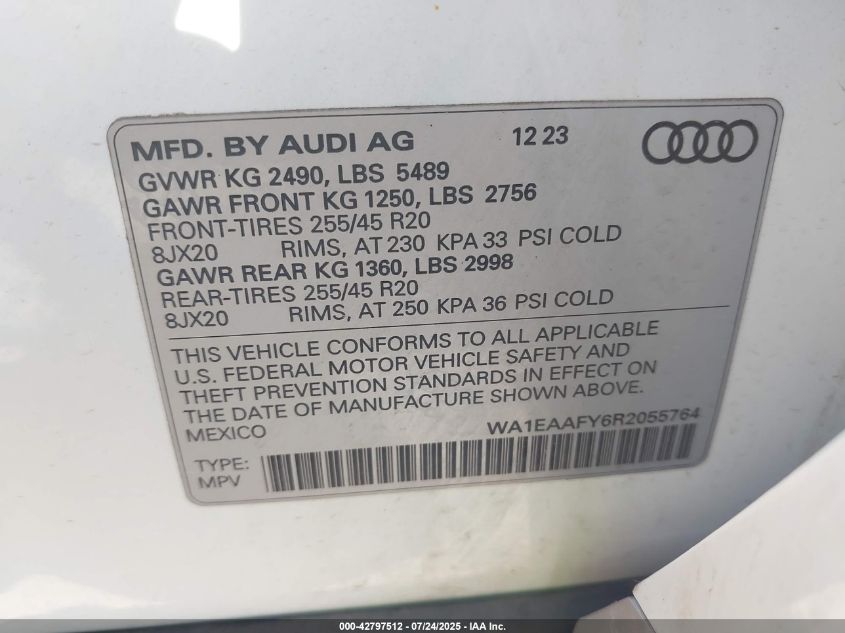 MFD. BY AUDI AG 12 23
GVWR KG 2490, LBS 5489
GAWR FRONT KG 1250, LBS 2756
FRONT-TIRES 255/45 R20
8JX20 RIMS, AT 230 KPA 33 PSI COLD
GAWR REAR KG 1360, LBS 2998
REAR-TIRES 255/45 R20
8JX20 RIMS, AT 250 KPA 36 PSI COLD
THIS VEHICLE CONFORMS TO ALL APPLICABLE
U.S. FEDERAL MOTOR VEHICLE SAFETY AND
THEFT PREVENTION STANDARDS IN EFFECT ON
THE DATE OF MANUFACTURE SHOWN ABOVE.
MEXICO WA1EAAFY6R2055764
TYPE:
MPV
000-42797512 - 07/24/2025 - IAA Inc.